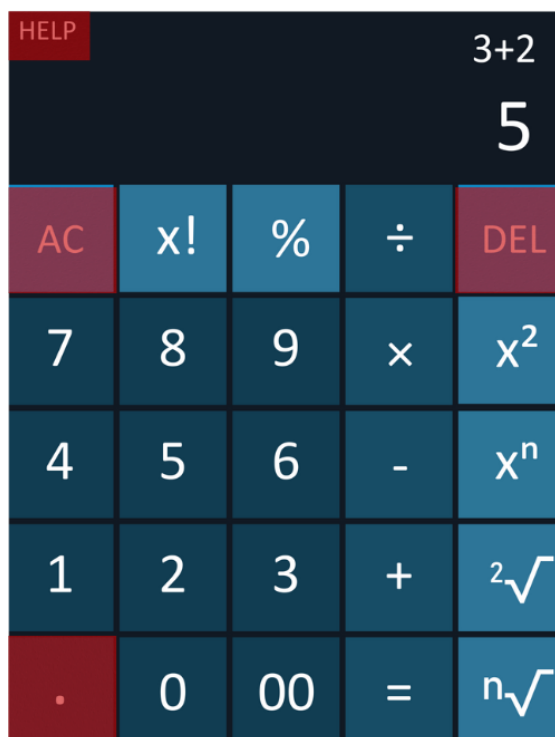 HELP
3+2
5
AC x! % ÷ DEL
7 8 9 × x²
4 5 6 - xⁿ
1 2 3 + ²√
. 0 00 = ⁿ√